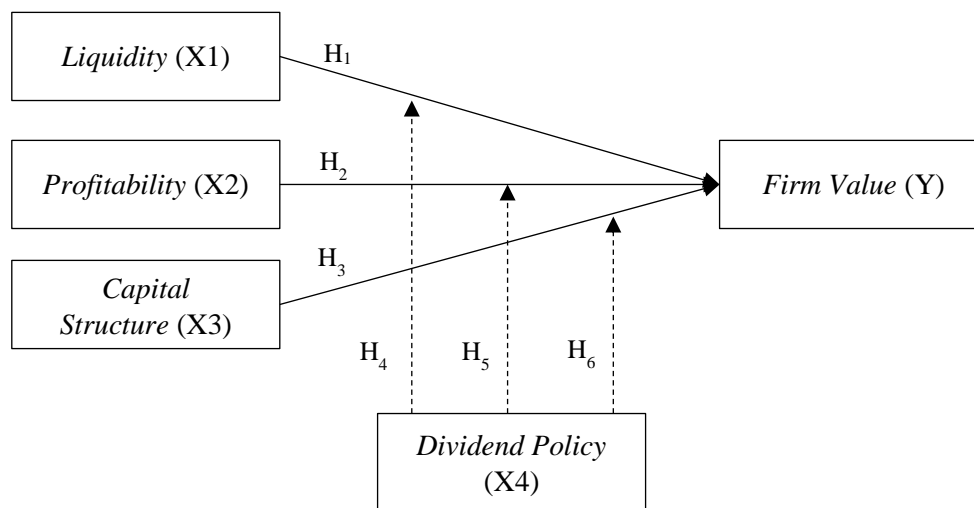 Liquidity (X1)
H₁
Profitability (X2)
H₂
Firm Value (Y)
H₃
Capital
Structure (X3)
H₄
H₅
H₆
Dividend Policy
(X4)